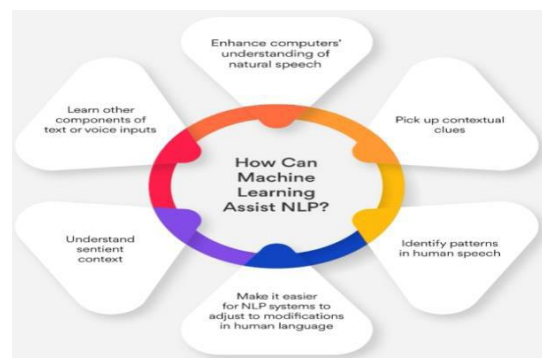 Enhance computers'
understanding of
natural speech
Learn other
components of
text or voice inputs
Pick up contextual
clues
How Can
Machine
Learning
Assist NLP?
Understand
sentient
context
Identify patterns
in human speech
Make it easier
for NLP systems to
adjust to modifications
in human language